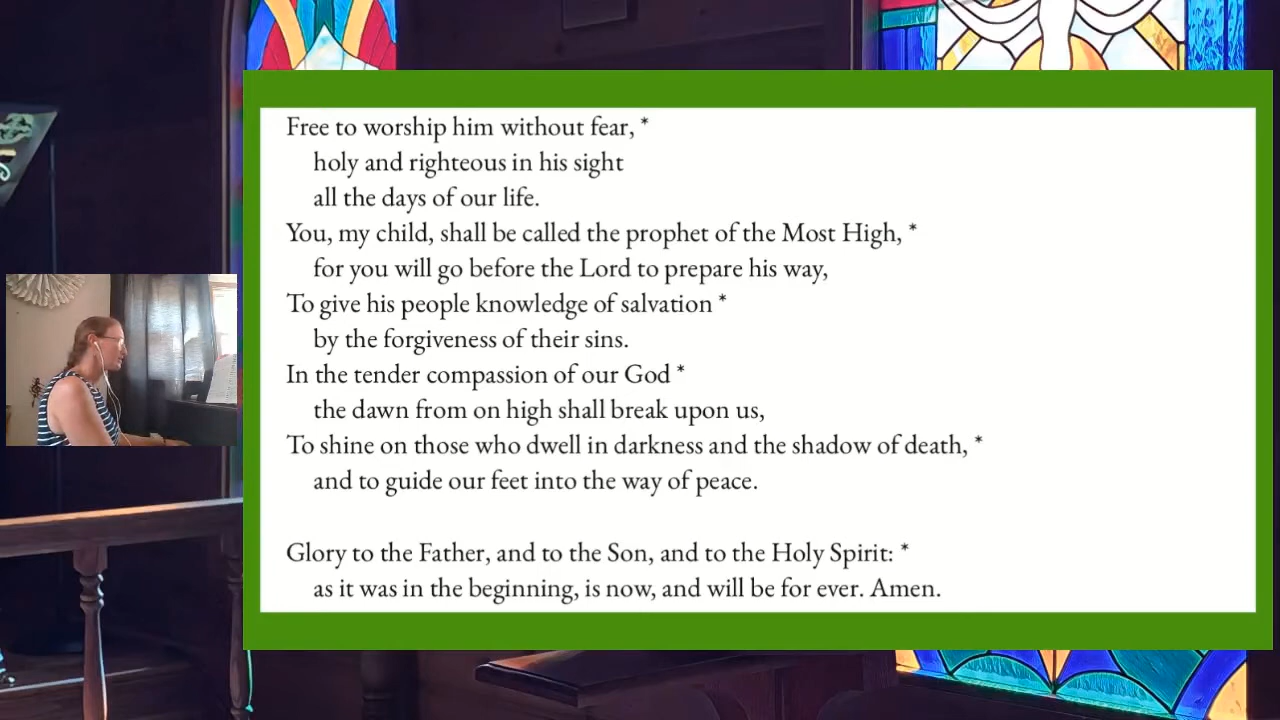 Free to worship him without fear, *
holy and righteous in his sight
all the days of our life.
You, my child, shall be called the prophet of the Most High, *
for you will go before the Lord to prepare his way,
To give his people knowledge of salvation *
by the forgiveness of their sins.
In the tender compassion of our God *
the dawn from on high shall break upon us,
To shine on those who dwell in darkness and the shadow of death, *
and to guide our feet into the way of peace.
Glory to the Father, and to the Son, and to the Holy Spirit: *
as it was in the beginning, is now, and will be for ever. Amen.